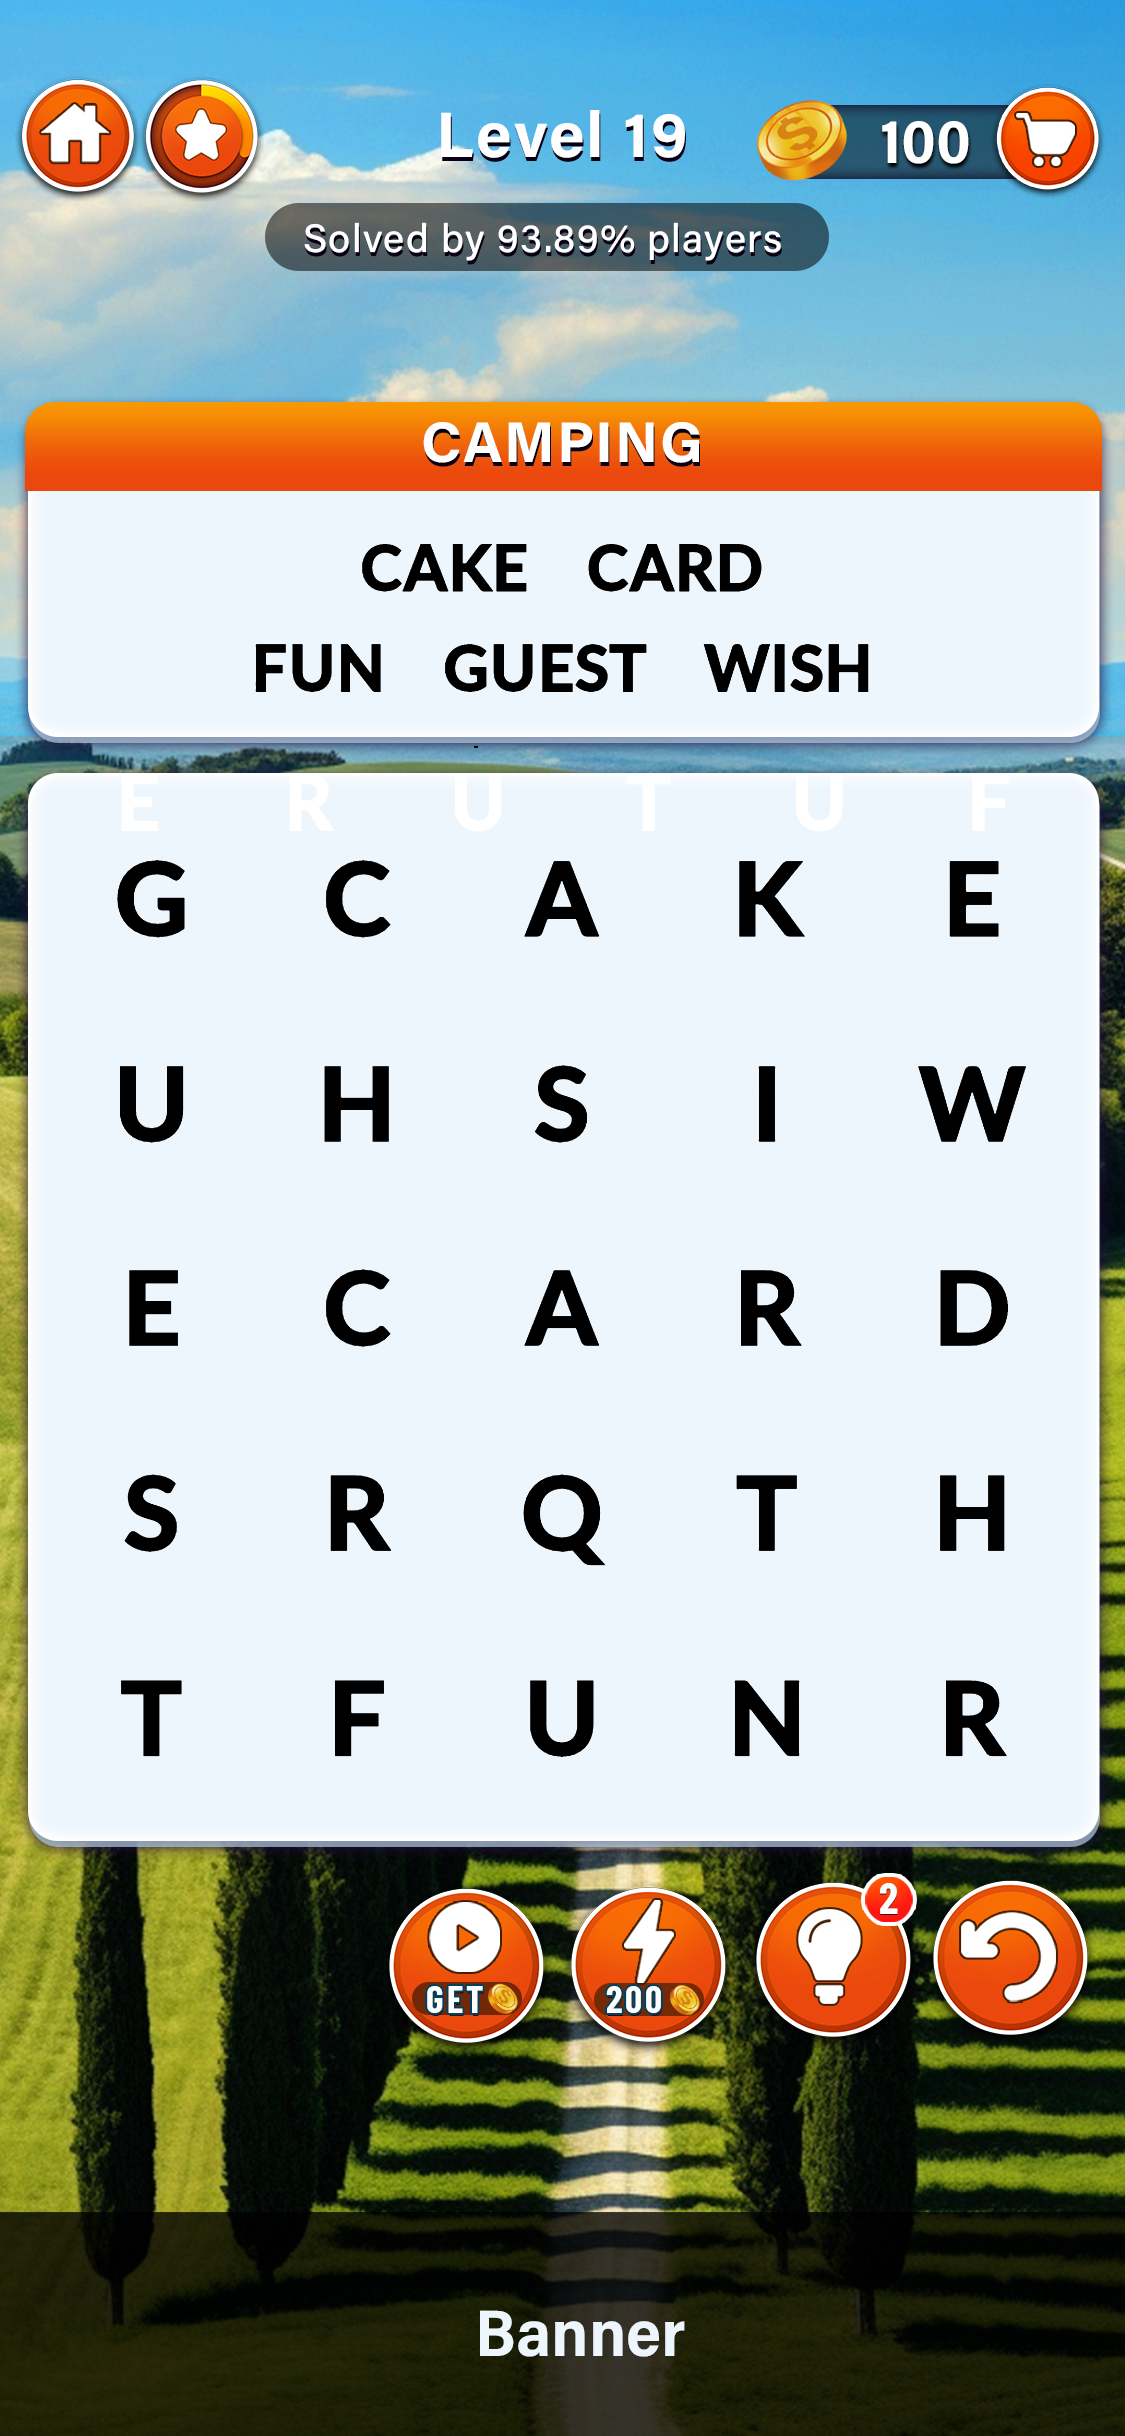 Level 19
100
Solved by 93.89% players
CAMPING
CAKE CARD
FUN GUEST WISH
E R U T U F
G C A K E
U H S I W
E C A R D
S R Q T H
T F U N R
GET 200 2
Banner